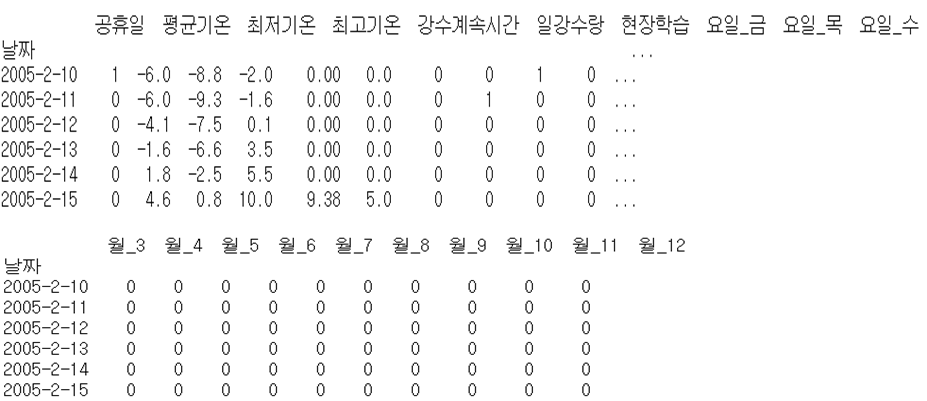 공휴일 평균기온 최저기온 최고기온 강수계속시간 일강수량 현장학습 요일_금 요일_목 요일_수
날짜 ...
2005-2-10 1 -6.0 -8.8 -2.0 0.00 0.0 0 0 1 0 ...
2005-2-11 0 -6.0 -9.3 -1.6 0.00 0.0 0 1 0 0 ...
2005-2-12 0 -4.1 -7.5 0.1 0.00 0.0 0 0 0 0 ...
2005-2-13 0 -1.6 -6.6 3.5 0.00 0.0 0 0 0 0 ...
2005-2-14 0 1.8 -2.5 5.5 0.00 0.0 0 0 0 0 ...
2005-2-15 0 4.6 0.8 10.0 9.38 5.0 0 0 0 0 ...
월_3 월_4 월_5 월_6 월_7 월_8 월_9 월_10 월_11 월_12
날짜
2005-2-10 0 0 0 0 0 0 0 0 0
2005-2-11 0 0 0 0 0 0 0 0 0
2005-2-12 0 0 0 0 0 0 0 0 0
2005-2-13 0 0 0 0 0 0 0 0 0
2005-2-14 0 0 0 0 0 0 0 0 0
2005-2-15 0 0 0 0 0 0 0 0 0